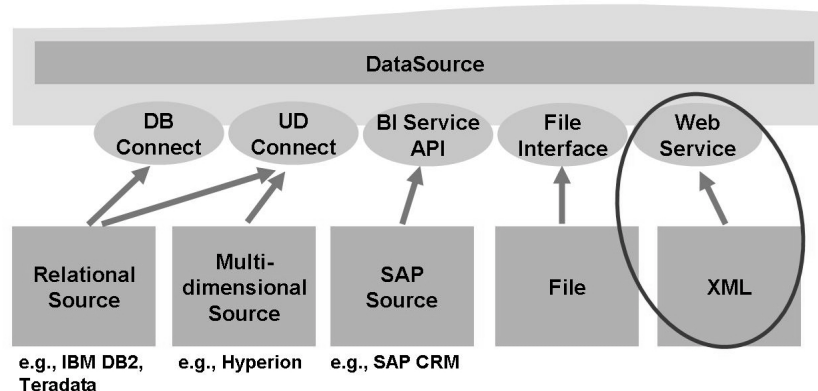 DataSource
DB
Connect
UD
Connect
BI Service
API
File
Interface
Web
Service
Relational
Source
Multi-
dimensional
Source
SAP
Source
File
XML
e.g., IBM DB2,
Teradata
e.g., Hyperion
e.g., SAP CRM